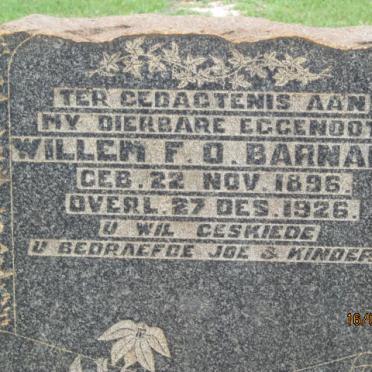 TER GEDAGTENIS AAN
MY DIERBARE EGGENOOT
WILLEM F. O. BARNA
GEB. 22 NOV. 1896.
OVERL. 27 DES. 1926.
U WIL GESKIEDE
U BEDRAEFDE JOE & KINDER
16/